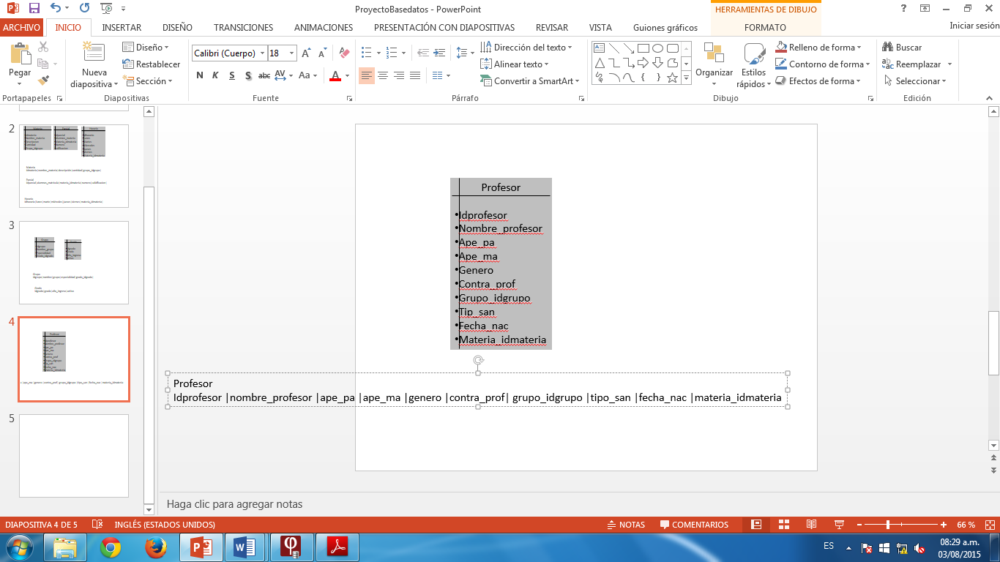 ProyectoBasedatos - PowerPoint
HERRAMIENTAS DE DIBUJO
ARCHIVO INICIO INSERTAR DISEÑO TRANSICIONES ANIMACIONES PRESENTACIÓN CON DIAPOSITIVAS REVISAR VISTA Guiones gráficos FORMATO Iniciar sesión
Pegar
Portapapeles
Nueva diapositiva
Diseño
Restablecer
Sección
Diapositivas
Calibri (Cuerpo) 18
N K S S abc AV Aa A
Fuente
Dirección del texto
Alinear texto
Convertir a SmartArt
Párrafo
Organizar
Estilos rápidos
Relleno de forma
Contorno de forma
Efectos de forma
Dibujo
Buscar
Reemplazar
Seleccionar
Edición
2
3
4
5
Profesor
•Idprofesor
•Nombre_profesor
•Ape_pa
•Ape_ma
•Genero
•Contra_prof
•Grupo_idgrupo
•Tip_san
•Fecha_nac
•Materia_idmateria
Profesor
Idprofesor |nombre_profesor |ape_pa |ape_ma |genero |contra_prof| grupo_idgrupo |tipo_san |fecha_nac |materia_idmateria
Haga clic para agregar notas
DIAPOSITIVA 4 DE 5 INGLÉS (ESTADOS UNIDOS) NOTAS COMENTARIOS 66 %
ES 08:29 a.m.
03/08/2015